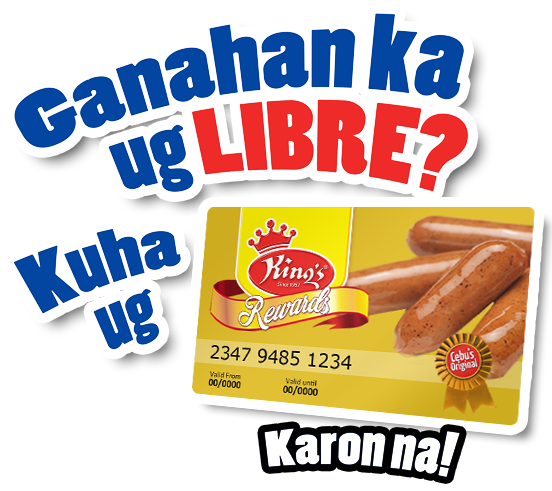 Ganahan ka
ug LIBRE?
Kuha
ug
King's
Rewards
2347 9485 1234
Cebu's
Original
Valid From
00/0000
Valid until
00/0000
Karon na!